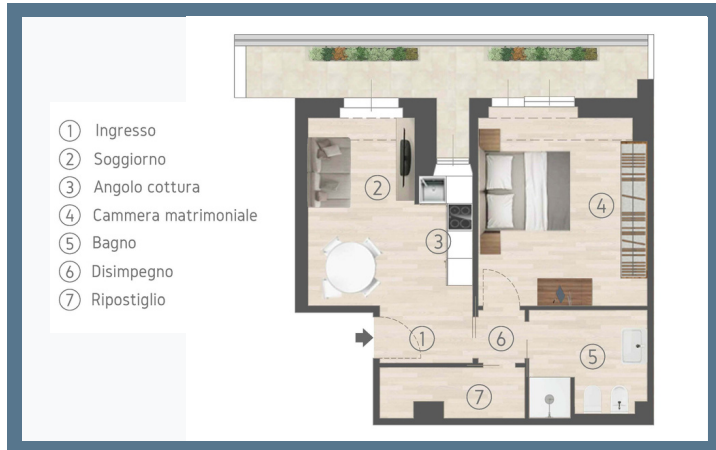 1 Ingresso
2 Soggiorno
3 Angolo cottura
4 Cammera matrimoniale
5 Bagno
6 Disimpegno
7 Ripostiglio
2
4
3
1
6
5
7